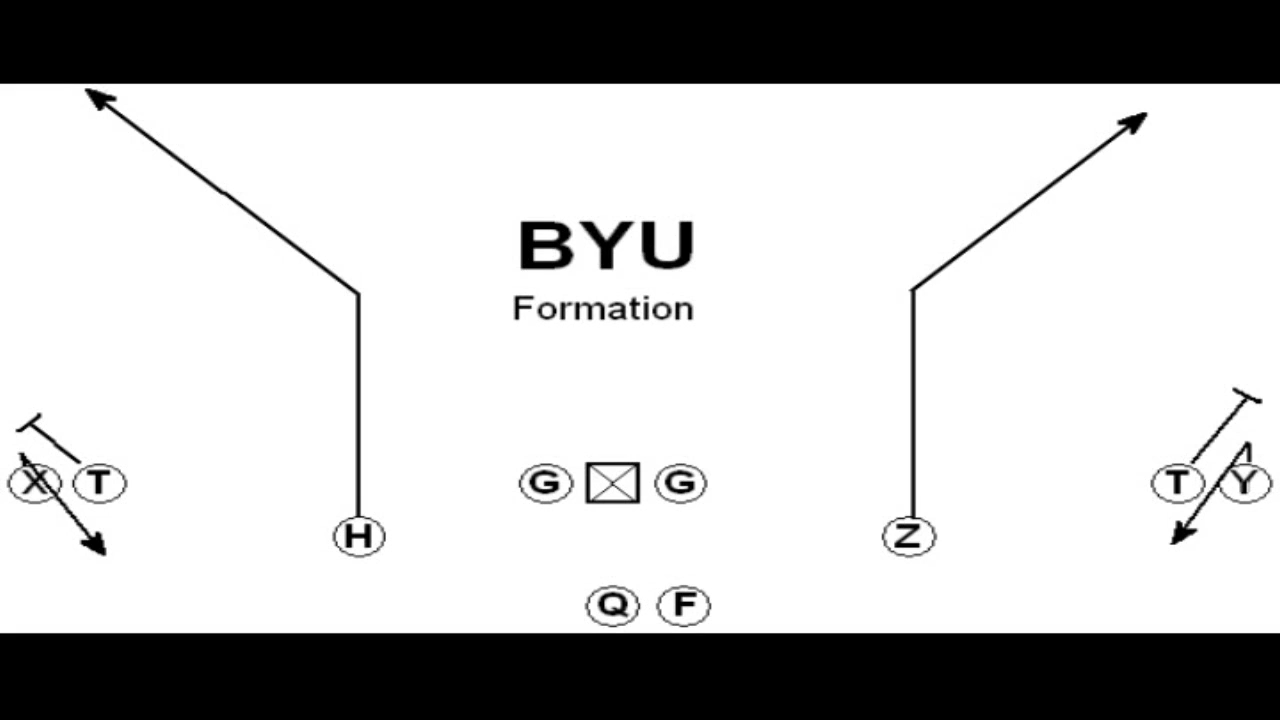 BYU
Formation
X T G G T Y
H Z
Q F